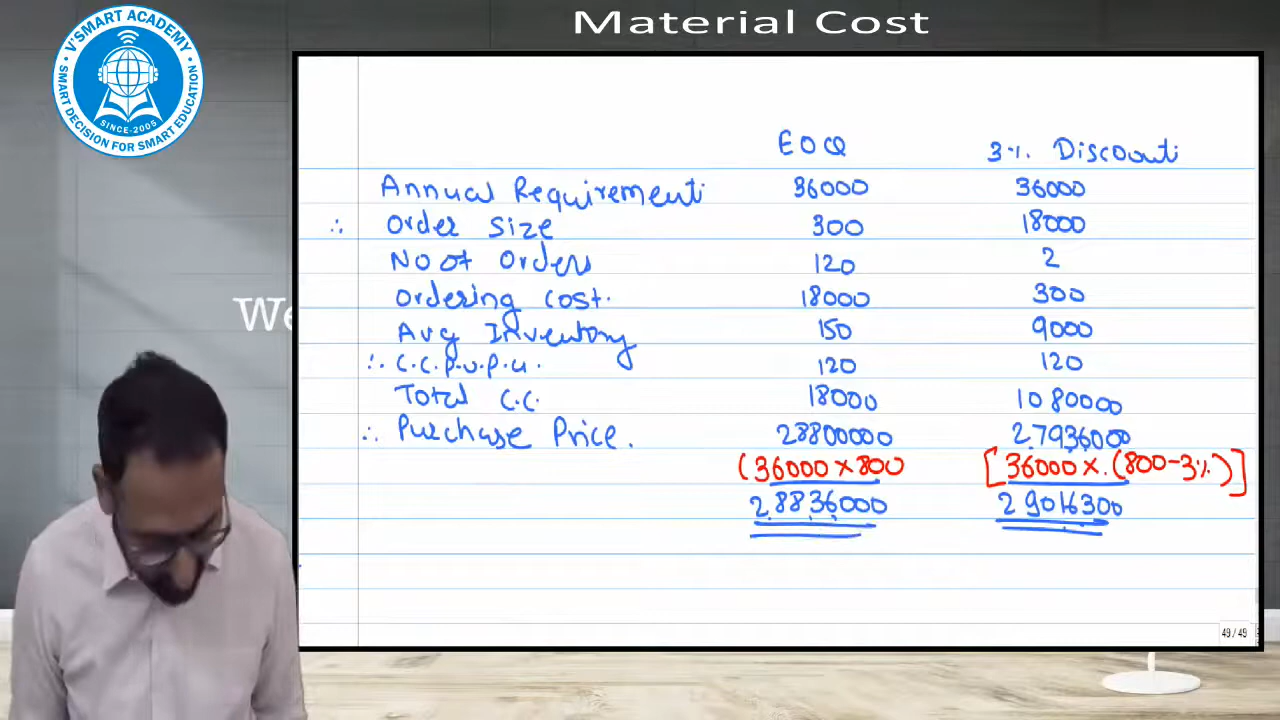 Material Cost
V'SMART ACADEMY
SMART DECISION FOR SMART EDUCATION
SINCE-2005
We
EOQ 3% Discount
Annual Requirement 36000 36000
∴ Order Size 300 18000
No of Orders 120 2
Ordering Cost. 18000 300
Avg Inventory 150 9000
∴ C.C.P.U.P.U. 120 120
Total C.C. 18000 1080000
∴ Purchase Price. 28800000 27936000
(36000 × 800 [36000 ×.(800-3%)]
28836000 29016300
49/49